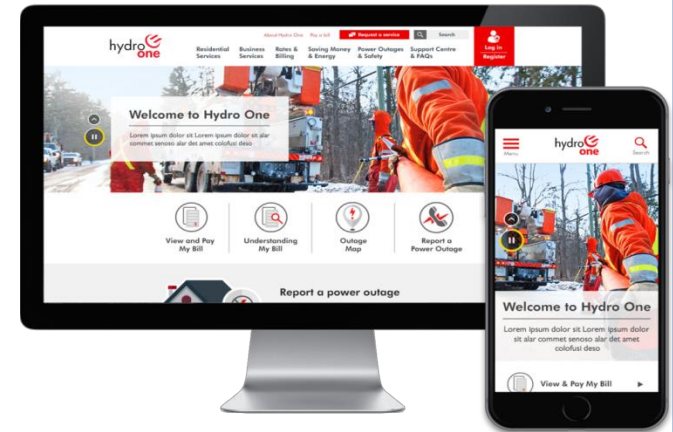 About Hydro One Pay a bill Request a service Search
Log in
Register
hydro
one
Residential Services
Business Services
Rates & Billing
Saving Money & Energy
Power Outages & Safety
Support Centre & FAQs
Welcome to Hydro One
Lorem ipsum dolor sit Lorem ipsum dolor sit alar
commet senoso alar det amet colofusi deso
View and Pay
My Bill
Understanding
My Bill
Outage
Map
Report a
Power Outage
Report a power outage
Menu
hydro
one
Search
Welcome to Hydro One
Lorem ipsum dolor sit Lorem ipsum dolor
sit alar commet senoso alar det amet
colofusi deso
View & Pay My Bill